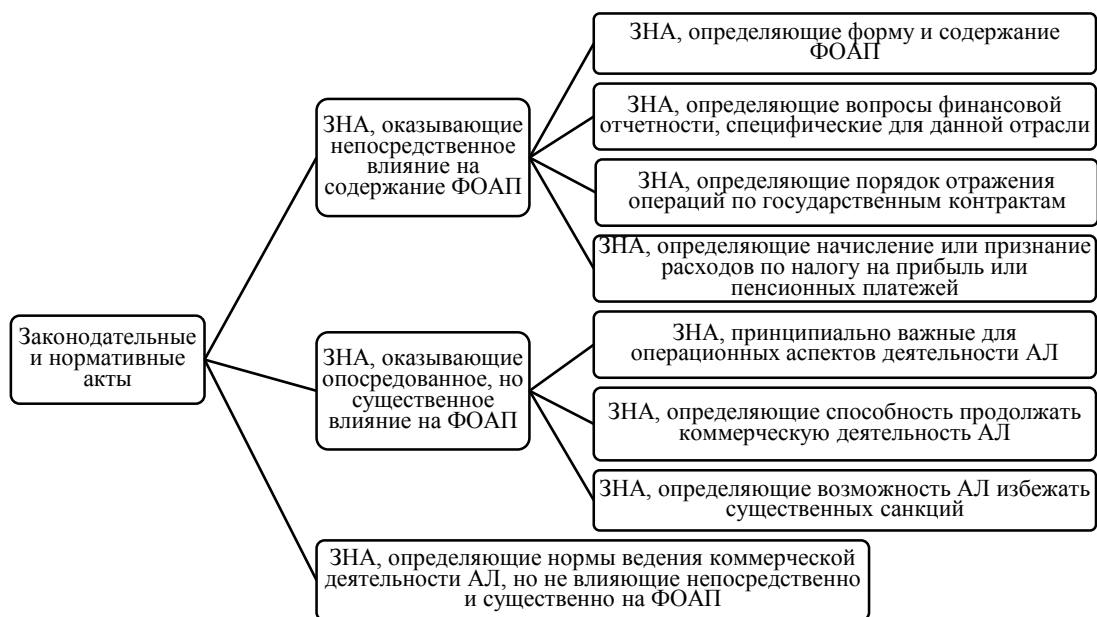 Законодательные
и нормативные
акты
ЗНА, оказывающие
непосредственное
влияние на
содержание ФОАП
ЗНА, определяющие форму и содержание
ФОАП
ЗНА, определяющие вопросы финансовой
отчетности, специфические для данной отрасли
ЗНА, определяющие порядок отражения
операций по государственным контрактам
ЗНА, определяющие начисление или признание
расходов по налогу на прибыль или
пенсионных платежей
ЗНА, оказывающие
опосредованное, но
существенное
влияние на ФОАП
ЗНА, принципиально важные для
операционных аспектов деятельности АЛ
ЗНА, определяющие способность продолжать
коммерческую деятельность АЛ
ЗНА, определяющие возможность АЛ избежать
существенных санкций
ЗНА, определяющие нормы ведения коммерческой
деятельности АЛ, но не влияющие непосредственно
и существенно на ФОАП